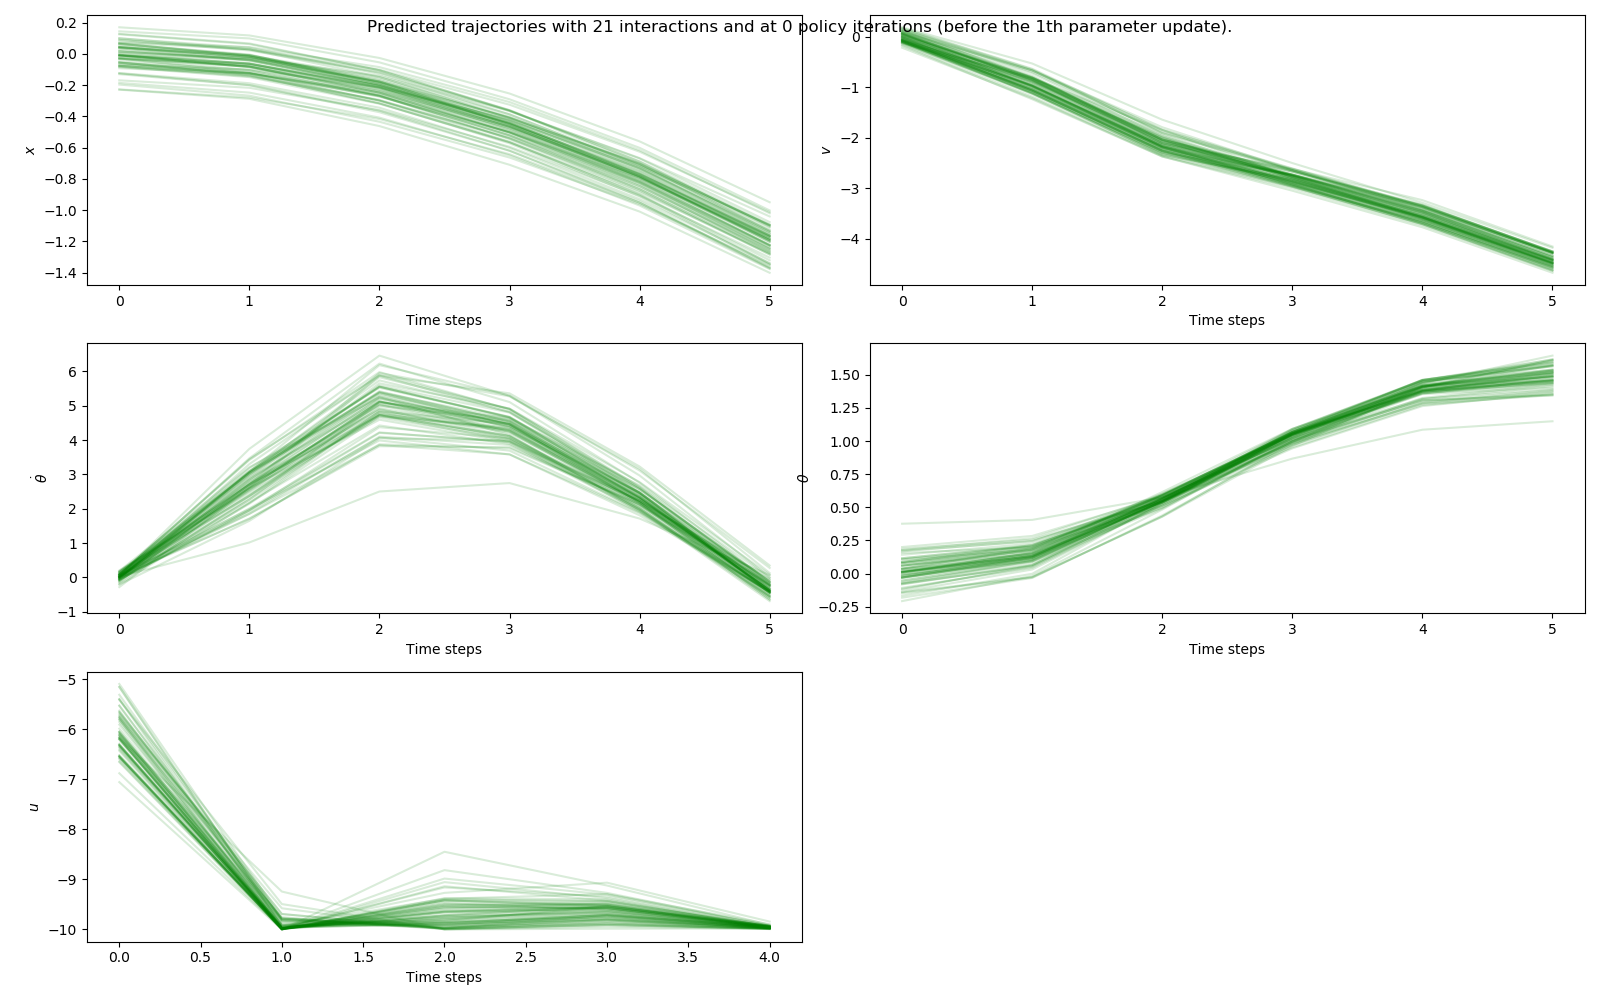 Predicted trajectories with 21 interactions and at 0 policy iterations (before the 1th parameter update).
0.2
0.0
−0.2
−0.4
−0.6
−0.8
−1.0
−1.2
−1.4
x
0 1 2 3 4 5
Time steps
0
−1
−2
−3
−4
v
0 1 2 3 4 5
Time steps
6
5
4
3
2
1
0
−1
θ̇
0 1 2 3 4 5
Time steps
1.50
1.25
1.00
0.75
0.50
0.25
0.00
−0.25
θ
0 1 2 3 4 5
Time steps
−5
−6
−7
−8
−9
−10
u
0.0 0.5 1.0 1.5 2.0 2.5 3.0 3.5 4.0
Time steps